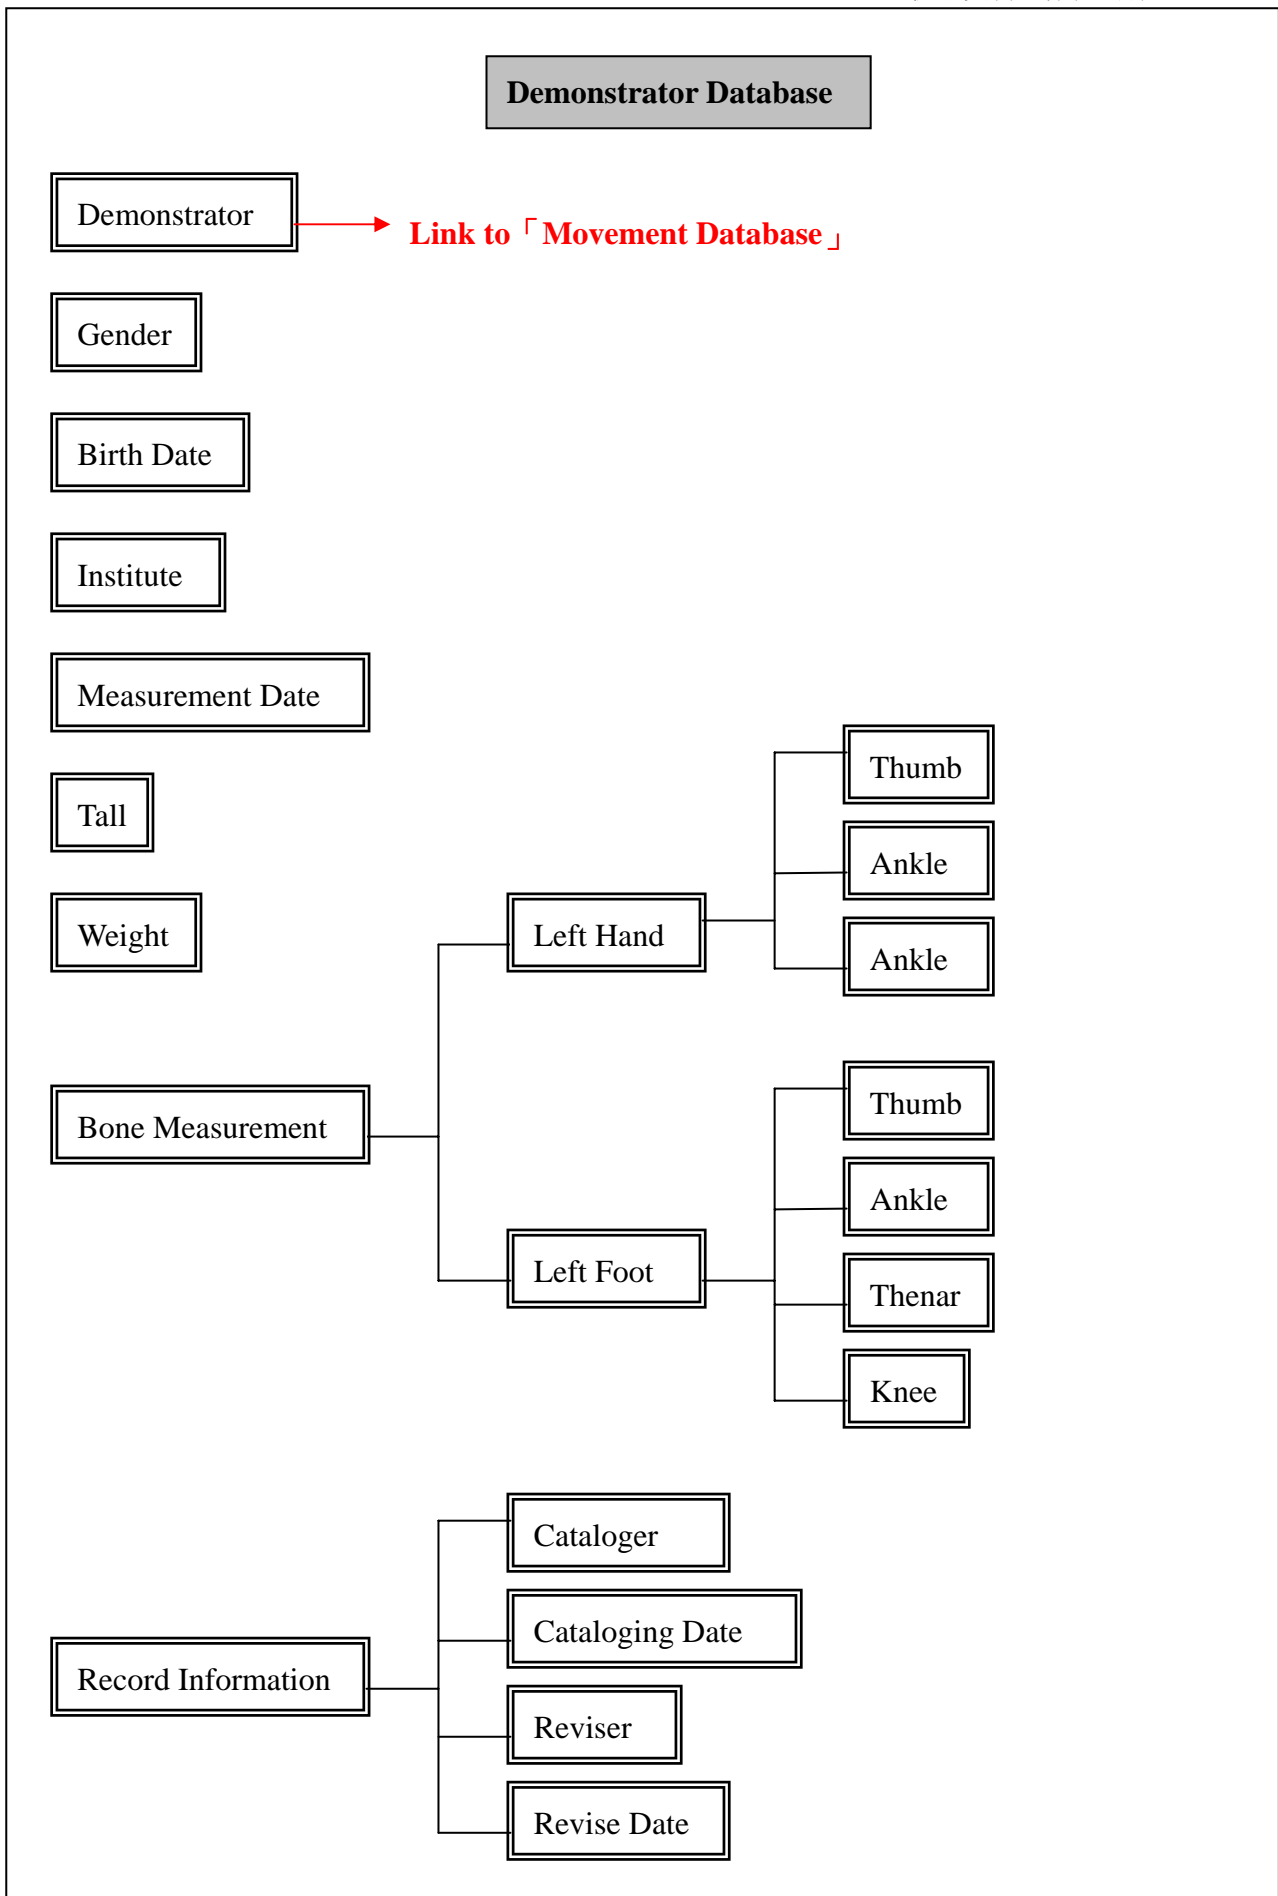 Demonstrator Database
Demonstrator
Link to「Movement Database」
Gender
Birth Date
Institute
Measurement Date
Tall
Weight
Bone Measurement
Left Hand
Thumb
Ankle
Ankle
Left Foot
Thumb
Ankle
Thenar
Knee
Record Information
Cataloger
Cataloging Date
Reviser
Revise Date